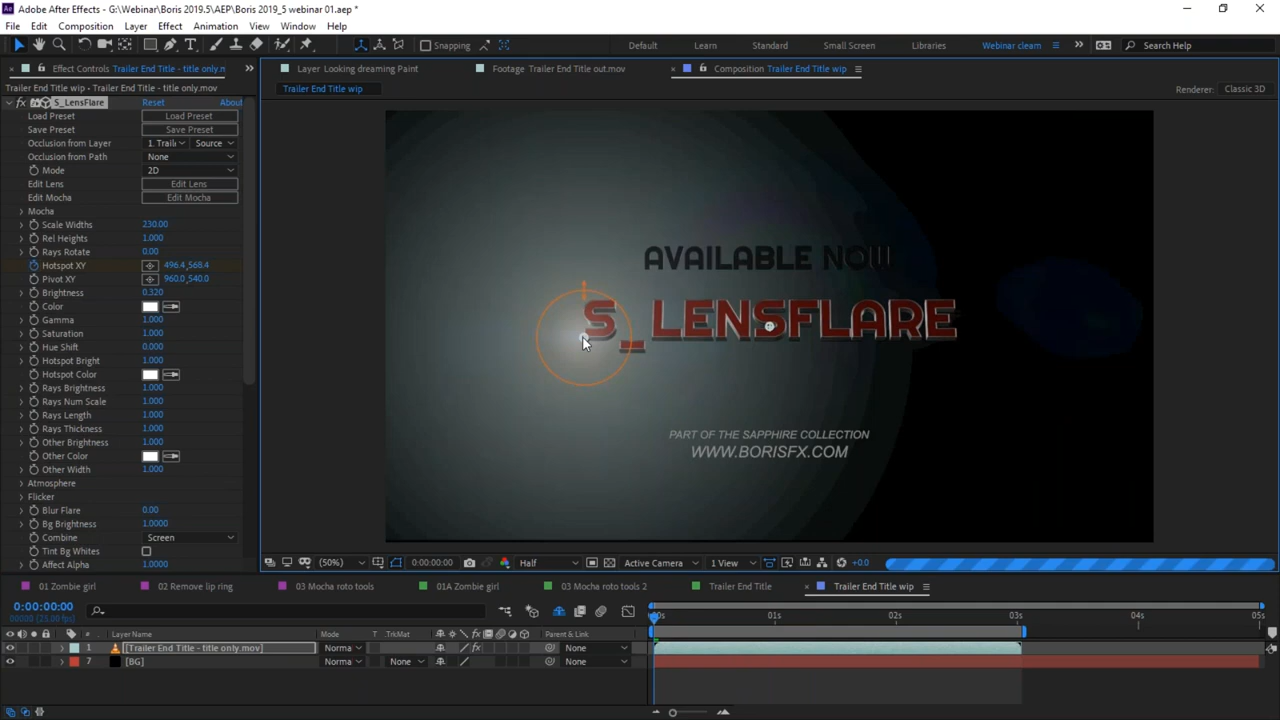 Adobe After Effects - G:\Webinar\Boris 2019.5\AEP\Boris 2019_5 webinar 01.aep *
File Edit Composition Layer Effect Animation View Window Help
Snapping Default Learn Standard Small Screen Libraries Webinar cleam Search Help
Effect Controls Trailer End Title - title only.m
Layer Looking dreaming Paint Footage Trailer End Title out.mov Composition Trailer End Title wip
Trailer End Title wip • Trailer End Title - title only.mov
Trailer End Title wip
Renderer: Classic 3D
fx S_LensFlare Reset About
Load Preset Load Preset
Save Preset Save Preset
Occlusion from Layer 1. Traile Source
Occlusion from Path None
Mode 2D
Edit Lens Edit Lens
Edit Mocha Edit Mocha
Mocha
Scale Widths 230.00
Rel Heights 1.000
Rays Rotate 0.00
Hotspot XY 496.4,568.4
Pivot XY 960.0,540.0
Brightness 0.320
Color
Gamma 1.000
Saturation 1.000
Hue Shift 0.000
Hotspot Bright 1.000
Hotspot Color
Rays Brightness 1.000
Rays Num Scale 1.000
Rays Length 1.000
Rays Thickness 1.000
Other Brightness 1.000
Other Color
Other Width 1.000
Atmosphere
Flicker
Blur Flare 0.00
Bg Brightness 1.0000
Combine Screen
Tint Bg Whites
Affect Alpha 1.0000
AVAILABLE NOW
S_LENSFLARE
PART OF THE SAPPHIRE COLLECTION
WWW.BORISFX.COM
(50%) 0:00:00:00 Half Active Camera 1 View +0.0
01 Zombie girl 02 Remove lip ring 03 Mocha roto tools 01A Zombie girl 03 Mocha roto tools 2 Trailer End Title Trailer End Title wip
0:00:00:00
00000 (25.00 fps)
00s 01s 02s 03s 04s 05s
# Layer Name Mode T TrkMat Parent & Link
1 [Trailer End Title - title only.mov] Norma fx None
7 [BG] Norma None None